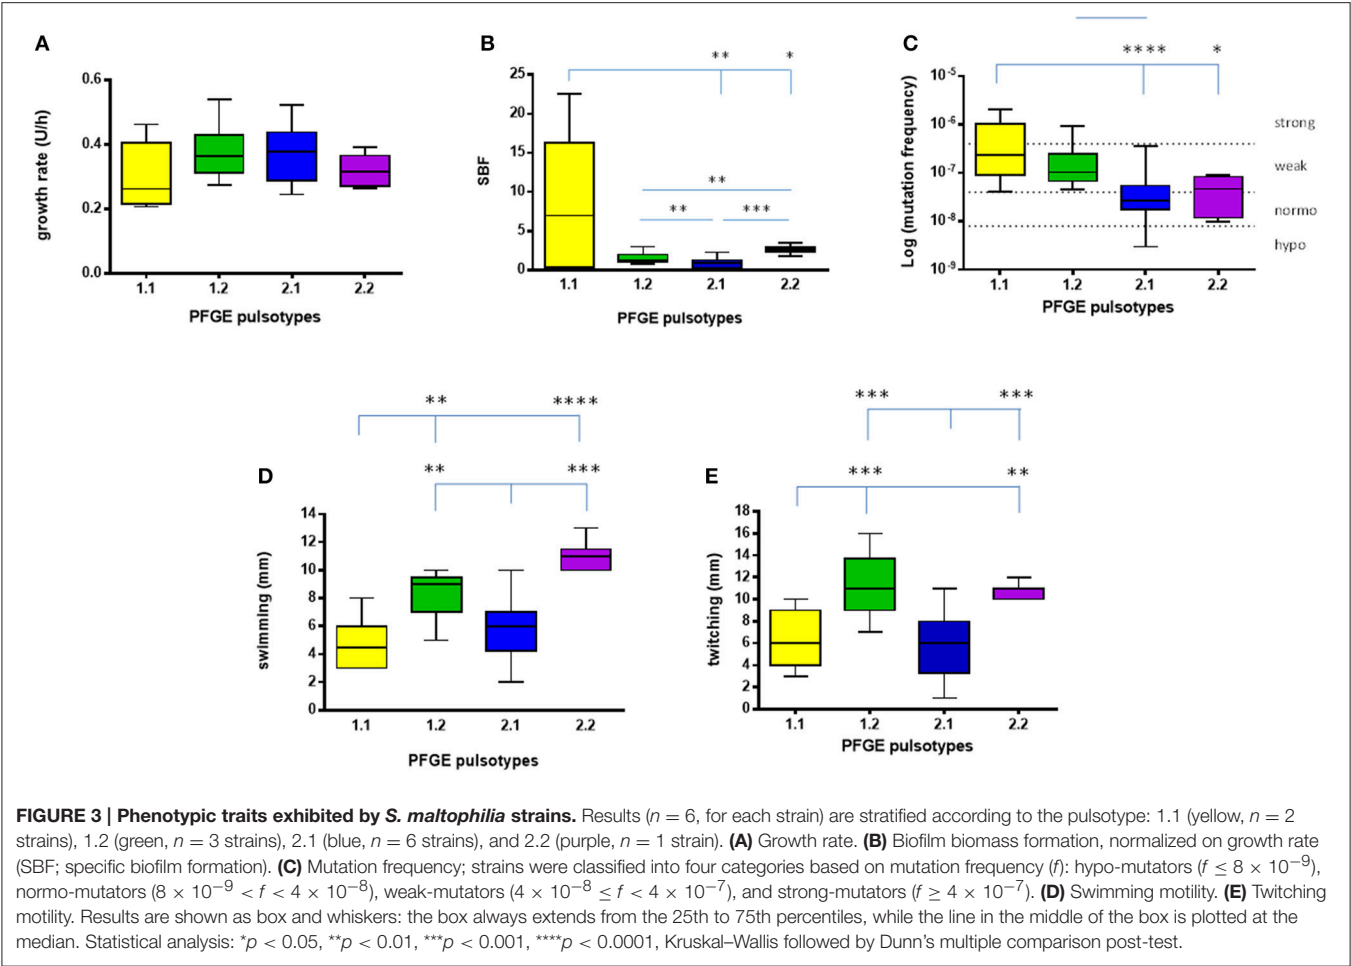 A
growth rate (U/h)
0.6
0.4
0.2
0.0
1.1 1.2 2.1 2.2
PFGE pulsotypes
B
** *
SBF
25
20
15
10
5
0
**
** ***
1.1 1.2 2.1 2.2
PFGE pulsotypes
C
**** *
Log (mutation frequency)
10-5
10-6
10-7
10-8
10-9
strong
weak
normo
hypo
1.1 1.2 2.1 2.2
PFGE pulsotypes
** ****
D
** ***
swimming (mm)
14
12
10
8
6
4
2
0
1.1 1.2 2.1 2.2
PFGE pulsotypes
*** ***
E
*** **
twitching (mm)
18
16
14
12
10
8
6
4
2
0
1.1 1.2 2.1 2.2
PFGE pulsotypes
FIGURE 3 | Phenotypic traits exhibited by S. maltophilia strains. Results (n = 6, for each strain) are stratified according to the pulsotype: 1.1 (yellow, n = 2
strains), 1.2 (green, n = 3 strains), 2.1 (blue, n = 6 strains), and 2.2 (purple, n = 1 strain). (A) Growth rate. (B) Biofilm biomass formation, normalized on growth rate
(SBF; specific biofilm formation). (C) Mutation frequency; strains were classified into four categories based on mutation frequency (f): hypo-mutators (f ≤ 8 × 10−9),
normo-mutators (8 × 10−9 < f < 4 × 10−8), weak-mutators (4 × 10−8 ≤ f < 4 × 10−7), and strong-mutators (f ≥ 4 × 10−7). (D) Swimming motility. (E) Twitching
motility. Results are shown as box and whiskers: the box always extends from the 25th to 75th percentiles, while the line in the middle of the box is plotted at the
median. Statistical analysis: *p < 0.05, **p < 0.01, ***p < 0.001, ****p < 0.0001, Kruskal–Wallis followed by Dunn's multiple comparison post-test.